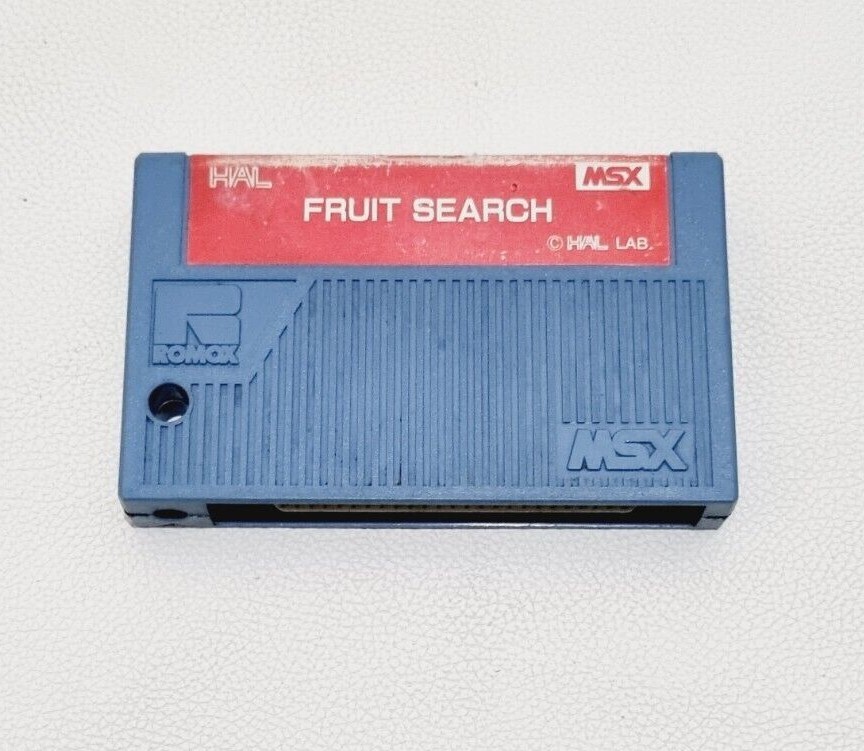 HAL MSX
FRUIT SEARCH
© HAL LAB.
ROMOX
MSX